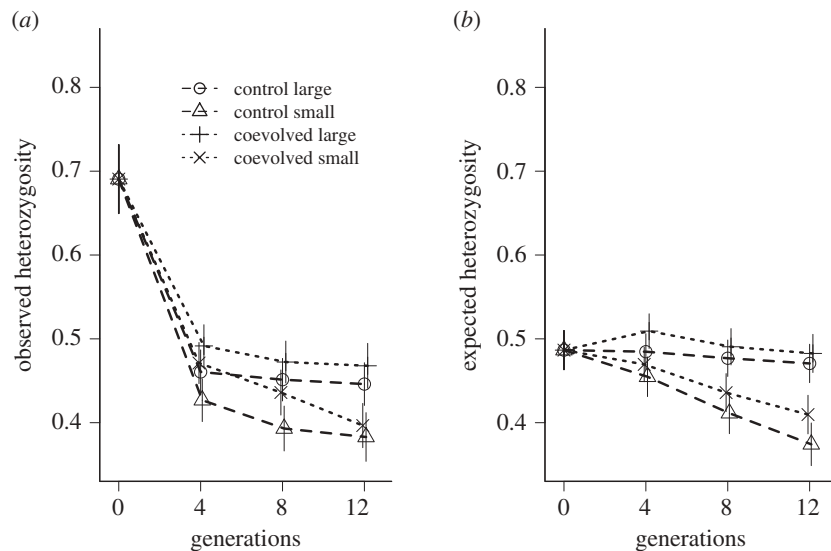 (a)
observed heterozygosity
0.8
0.7
0.6
0.5
0.4
0
4
8
12
generations
control large
control small
coevolved large
coevolved small
(b)
expected heterozygosity
0.8
0.7
0.6
0.5
0.4
0
4
8
12
generations